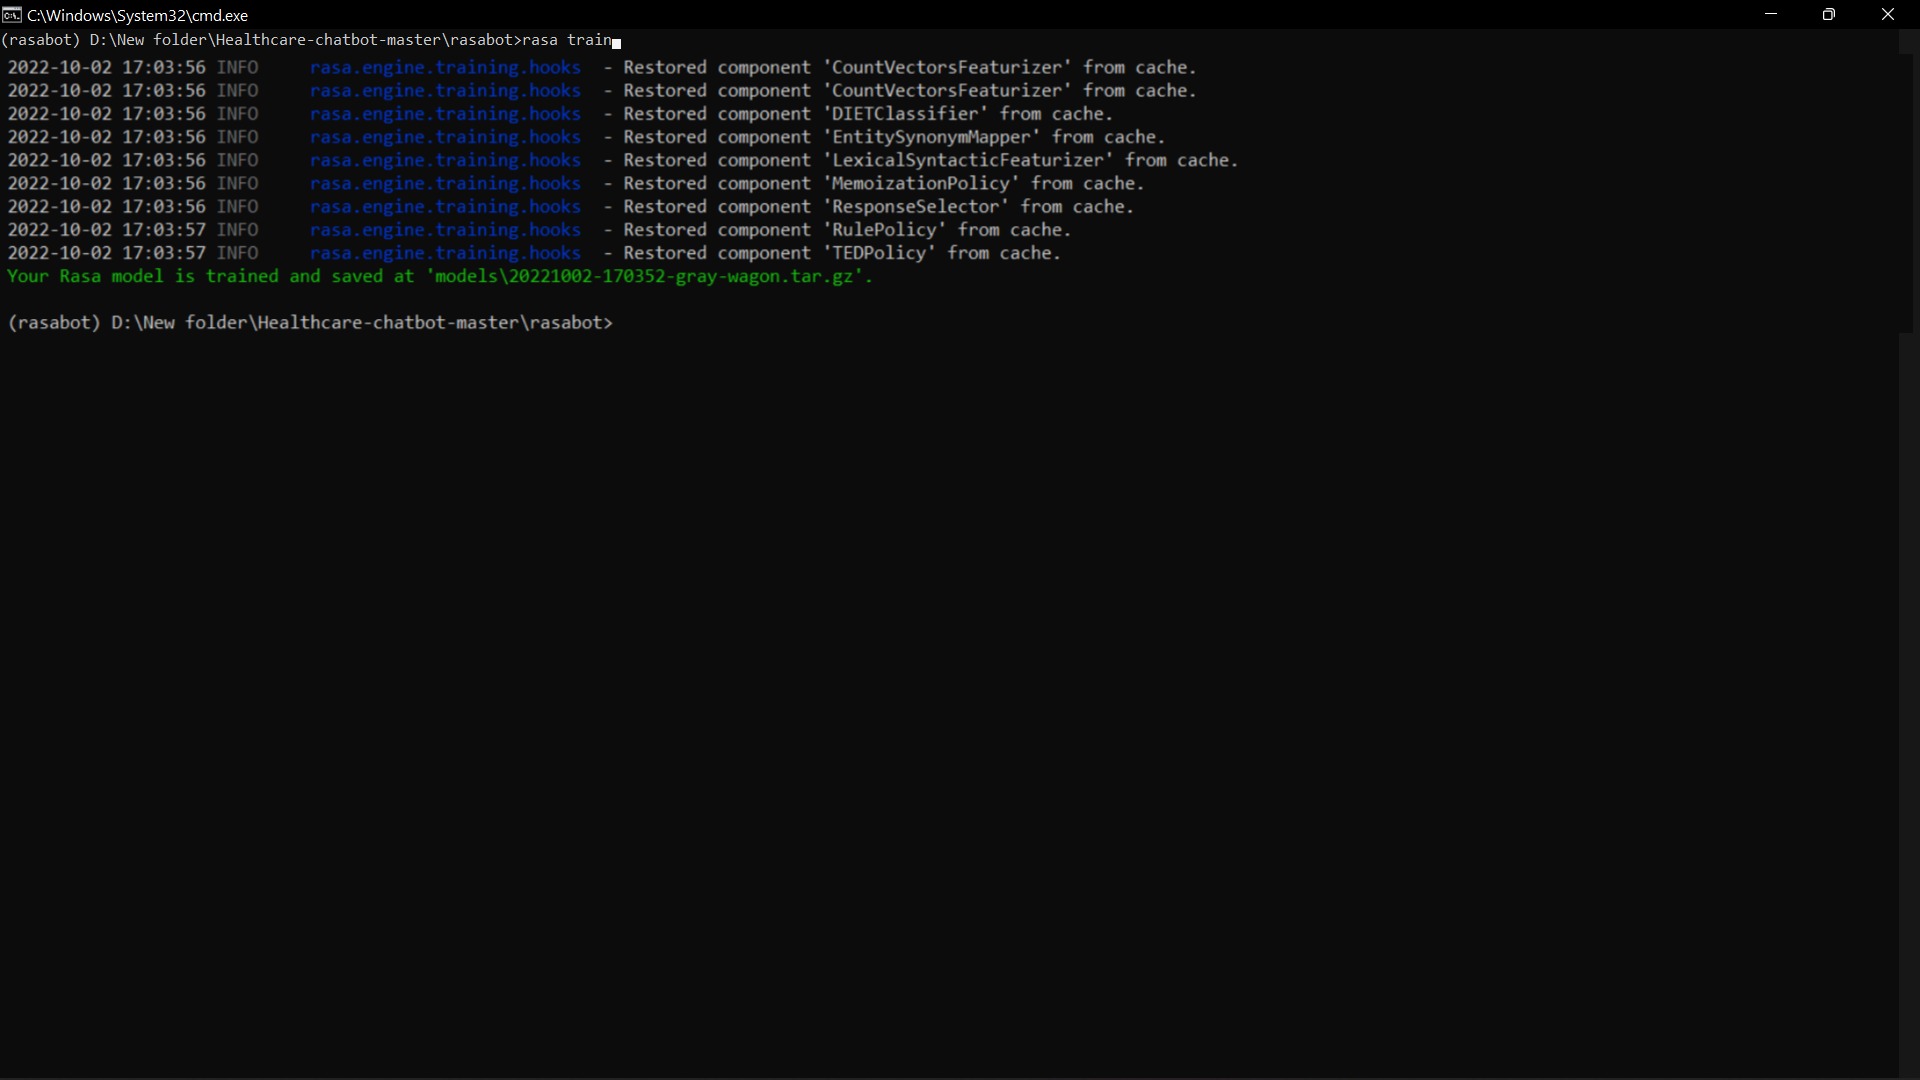 C:\Windows\System32\cmd.exe
(rasabot) D:\New folder\Healthcare-chatbot-master\rasabot>rasa train
2022-10-02 17:03:56 INFO     rasa.engine.training.hooks  - Restored component 'CountVectorsFeaturizer' from cache.
2022-10-02 17:03:56 INFO     rasa.engine.training.hooks  - Restored component 'CountVectorsFeaturizer' from cache.
2022-10-02 17:03:56 INFO     rasa.engine.training.hooks  - Restored component 'DIETClassifier' from cache.
2022-10-02 17:03:56 INFO     rasa.engine.training.hooks  - Restored component 'EntitySynonymMapper' from cache.
2022-10-02 17:03:56 INFO     rasa.engine.training.hooks  - Restored component 'LexicalSyntacticFeaturizer' from cache.
2022-10-02 17:03:56 INFO     rasa.engine.training.hooks  - Restored component 'MemoizationPolicy' from cache.
2022-10-02 17:03:56 INFO     rasa.engine.training.hooks  - Restored component 'ResponseSelector' from cache.
2022-10-02 17:03:57 INFO     rasa.engine.training.hooks  - Restored component 'RulePolicy' from cache.
2022-10-02 17:03:57 INFO     rasa.engine.training.hooks  - Restored component 'TEDPolicy' from cache.
Your Rasa model is trained and saved at 'models\20221002-170352-gray-wagon.tar.gz'.
(rasabot) D:\New folder\Healthcare-chatbot-master\rasabot>